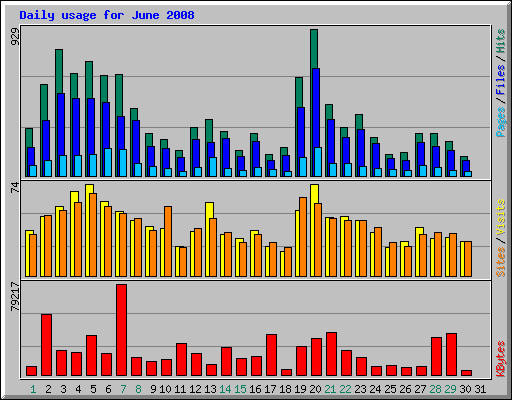 Daily usage for June 2008
929
Pages / Files / Hits
74
Sites / Visits
79217
KBytes
1 2 3 4 5 6 7 8 9 10 11 12 13 14 15 16 17 18 19 20 21 22 23 24 25 26 27 28 29 30 31